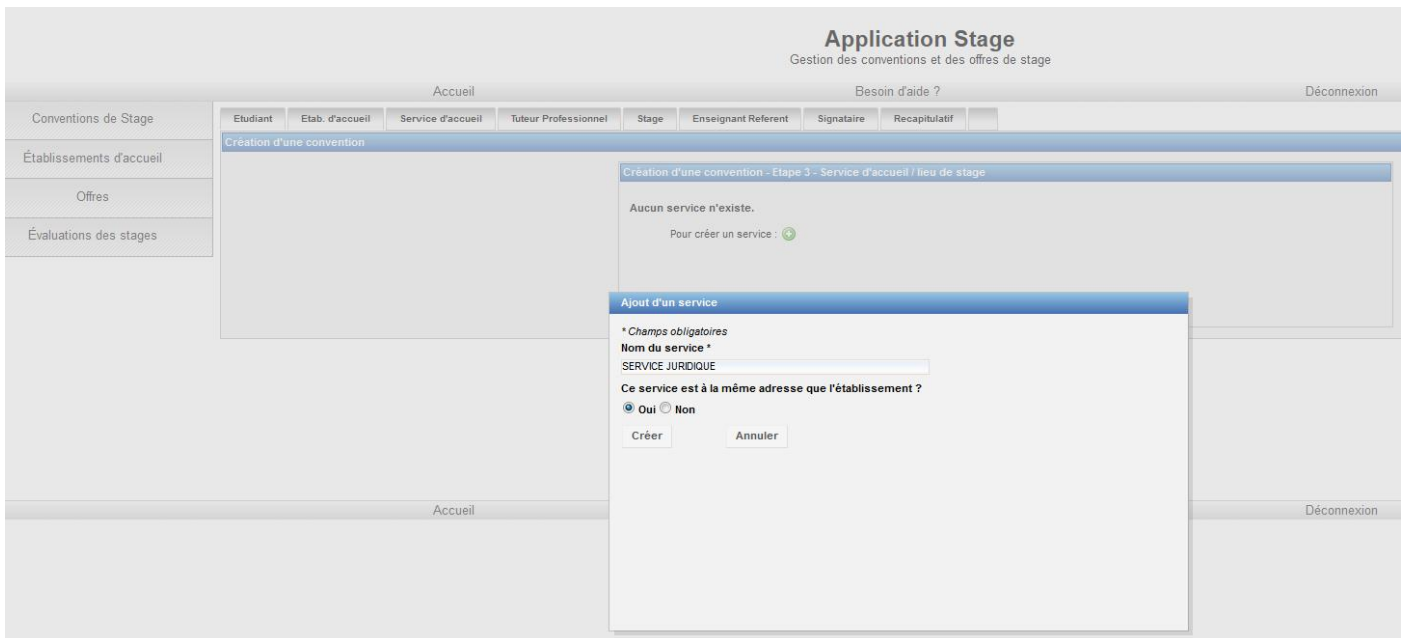 Application Stage
Gestion des conventions et des offres de stage
Accueil Besoin d'aide ? Déconnexion
Conventions de Stage
Établissements d'accueil
Offres
Évaluations des stages
Etudiant Etab. d'accueil Service d'accueil Tuteur Professionnel Stage Enseignant Referent Signataire Recapitulatif
Création d'une convention
Création d'une convention - Etape 3 - Service d'accueil / lieu de stage
Aucun service n'existe.
Pour créer un service :
Ajout d'un service
* Champs obligatoires
Nom du service *
SERVICE JURIDIQUE
Ce service est à la même adresse que l'établissement ?
Oui Non
Créer Annuler
Accueil Déconnexion